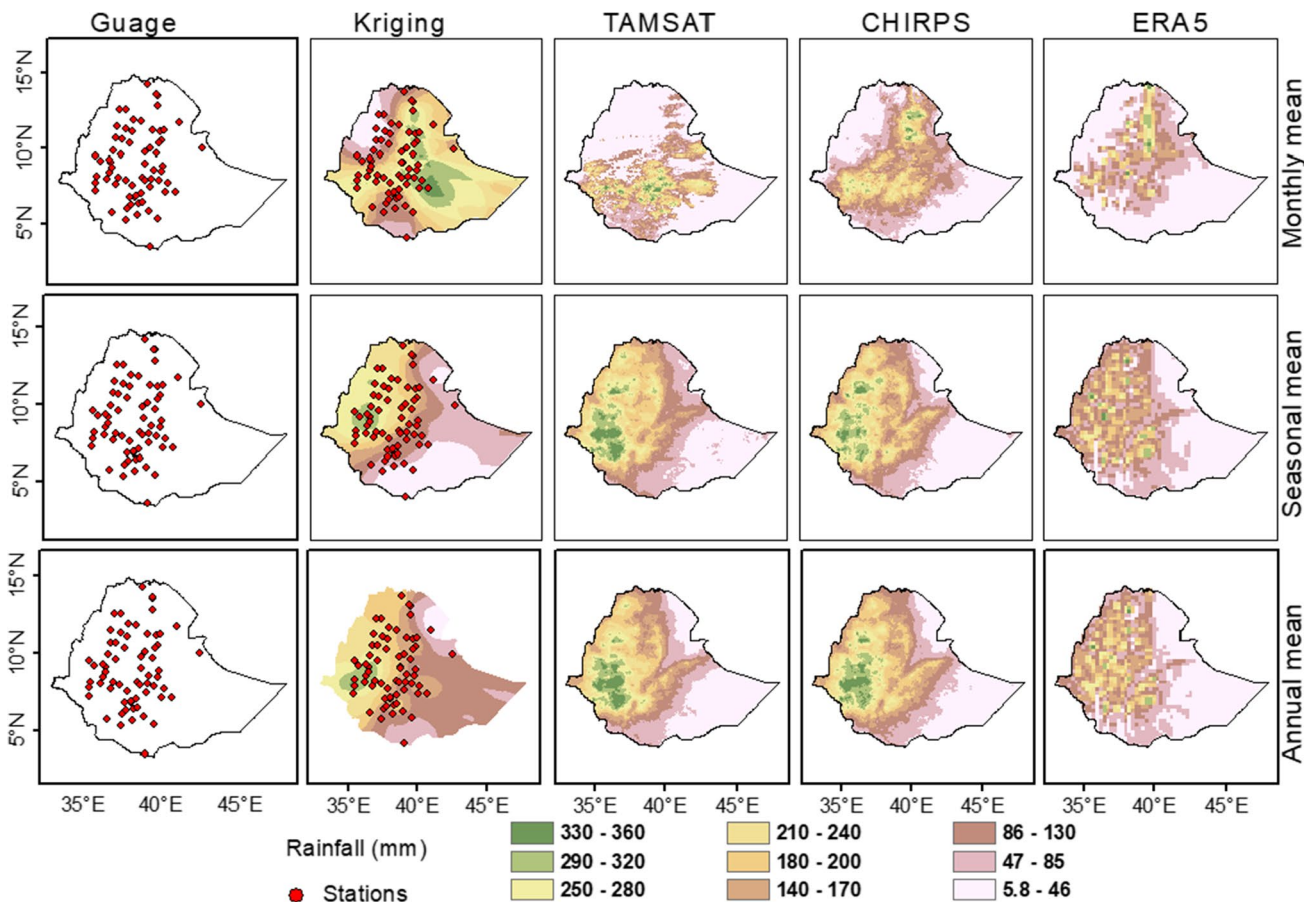 Guage Kriging TAMSAT CHIRPS ERA5
15°N
10°N
5°N
Monthly mean
15°N
10°N
5°N
Seasonal mean
15°N
10°N
5°N
Annual mean
35°E 40°E 45°E 35°E 40°E 45°E 35°E 40°E 45°E 35°E 40°E 45°E 35°E 40°E 45°E
Rainfall (mm)
Stations
330 - 360
290 - 320
250 - 280
210 - 240
180 - 200
140 - 170
86 - 130
47 - 85
5.8 - 46